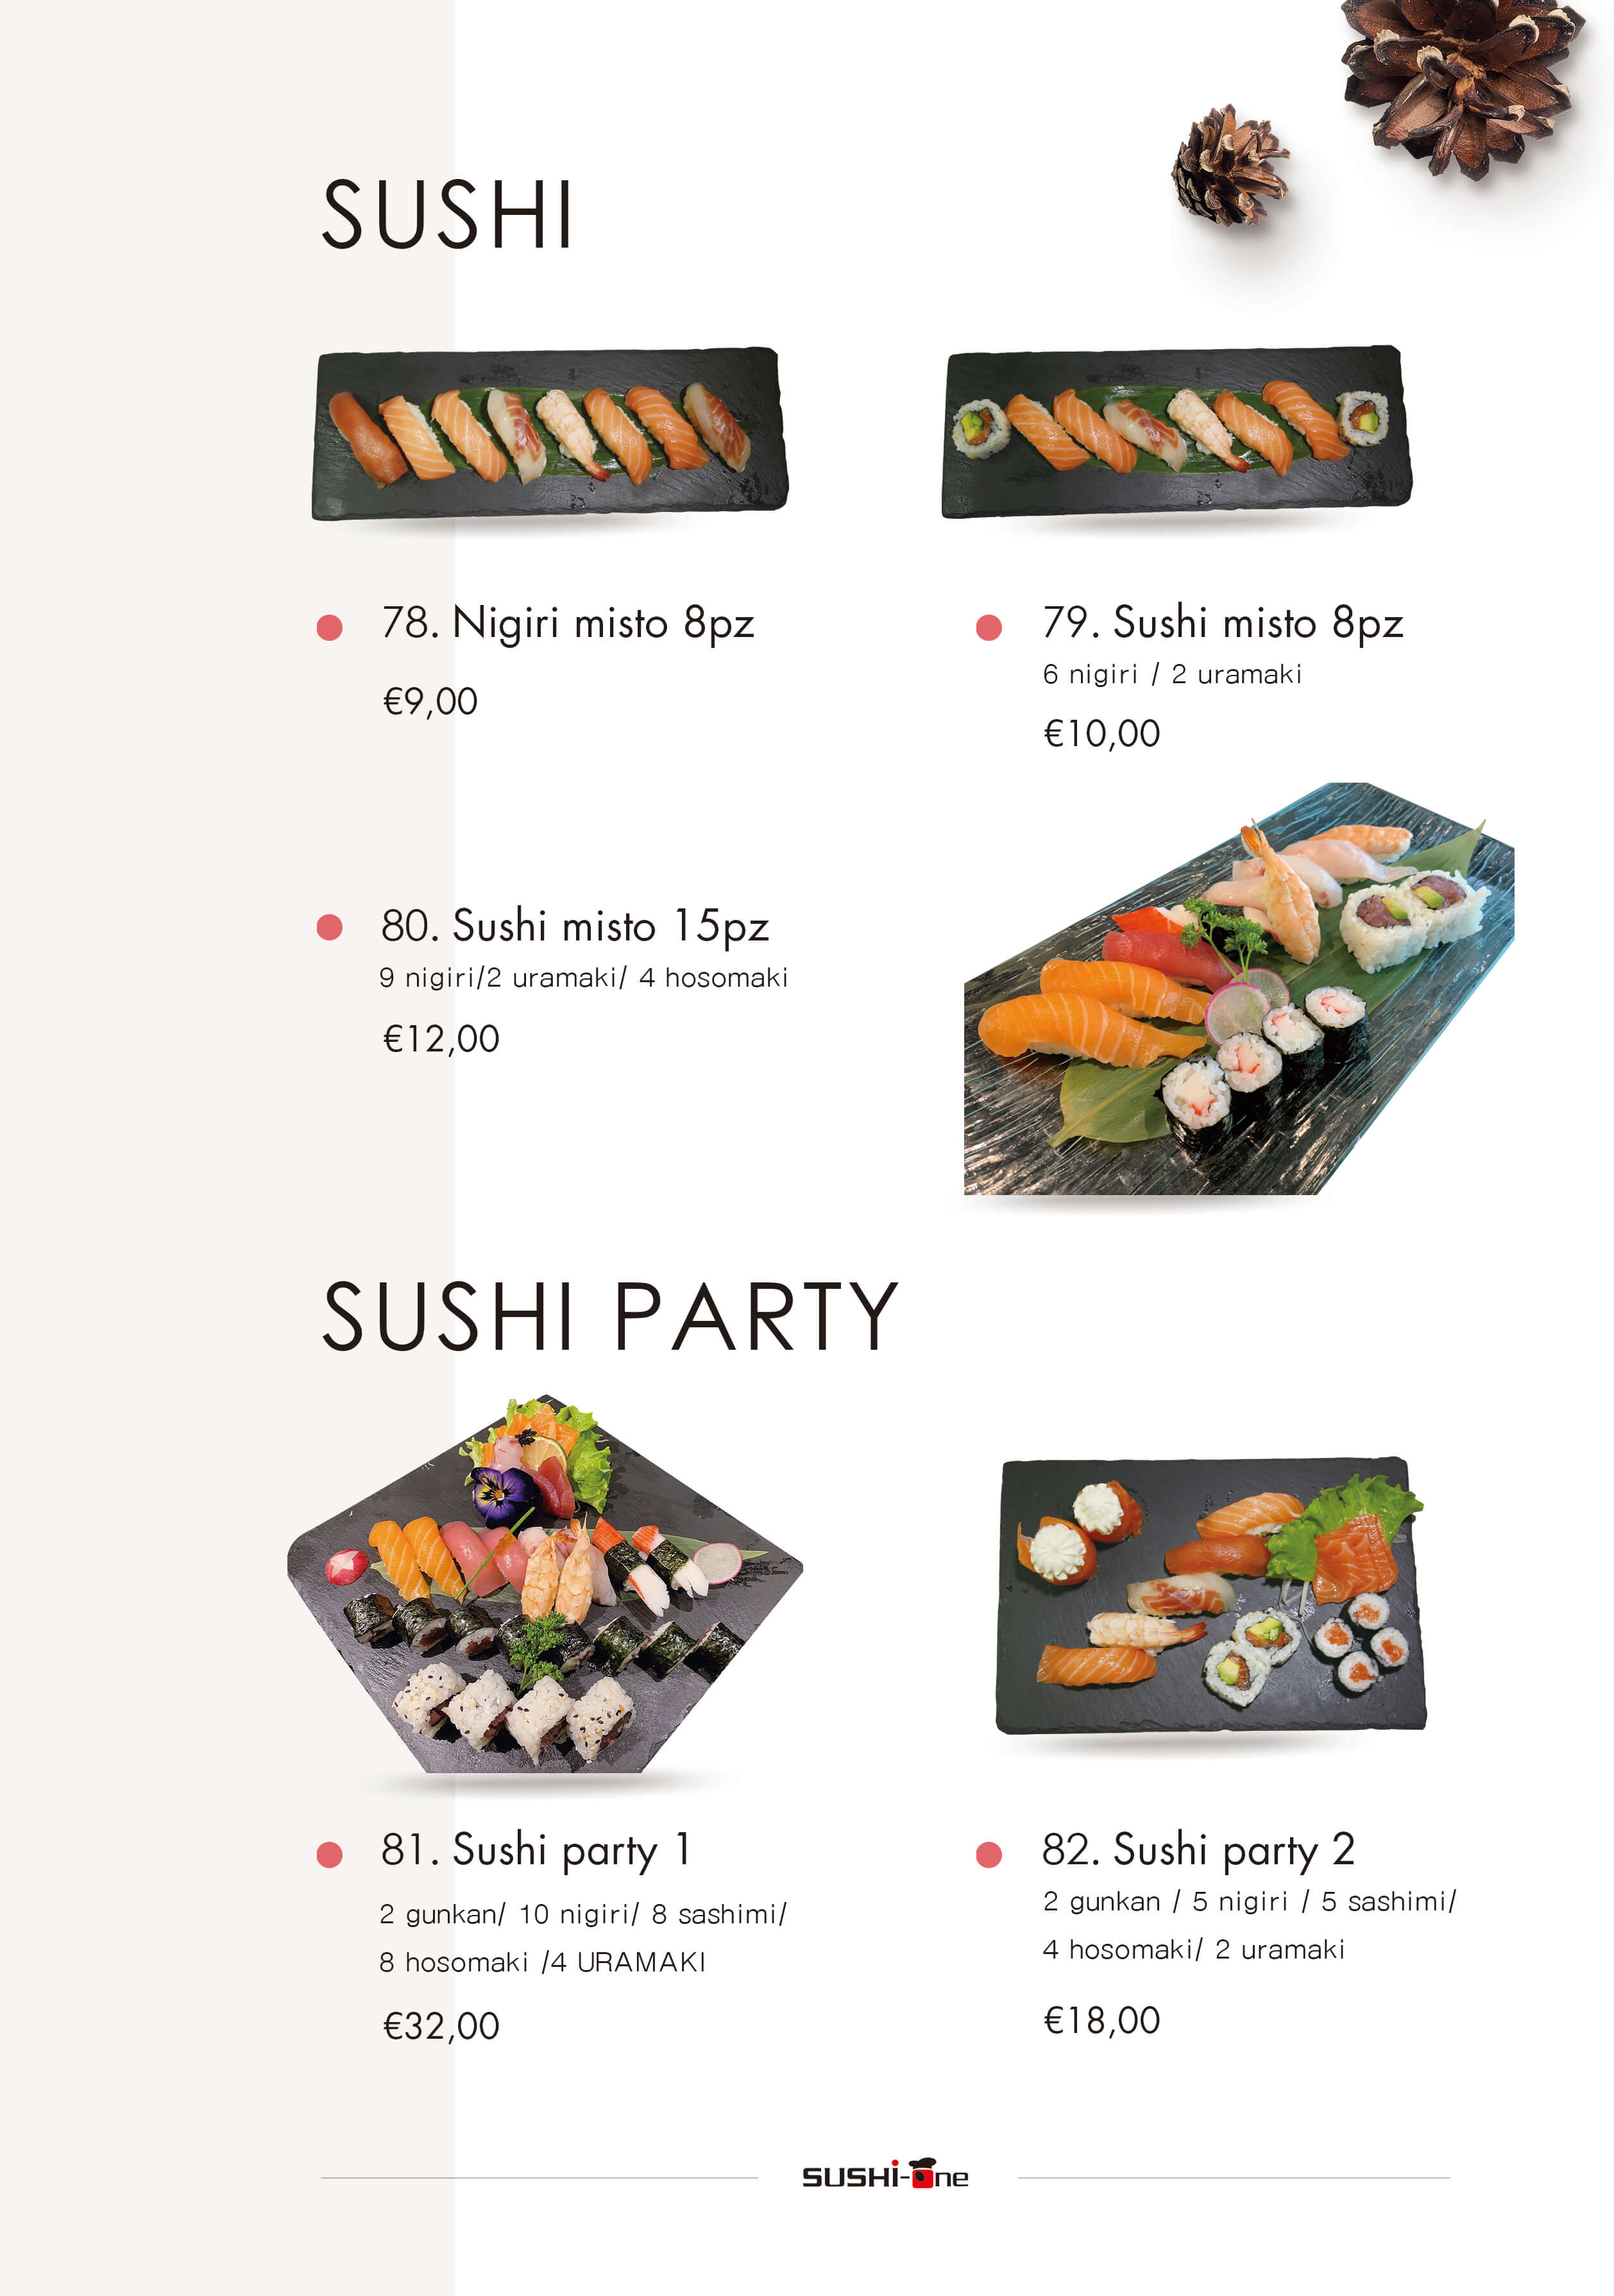 SUSHI
78. Nigiri misto 8pz
€9,00
79. Sushi misto 8pz
6 nigiri / 2 uramaki
€10,00
80. Sushi misto 15pz
9 nigiri/2 uramaki/ 4 hosomaki
€12,00
SUSHI PARTY
81. Sushi party 1
2 gunkan/ 10 nigiri/ 8 sashimi/
8 hosomaki /4 URAMAKI
€32,00
82. Sushi party 2
2 gunkan / 5 nigiri / 5 sashimi/
4 hosomaki/ 2 uramaki
€18,00
SUSHi-One